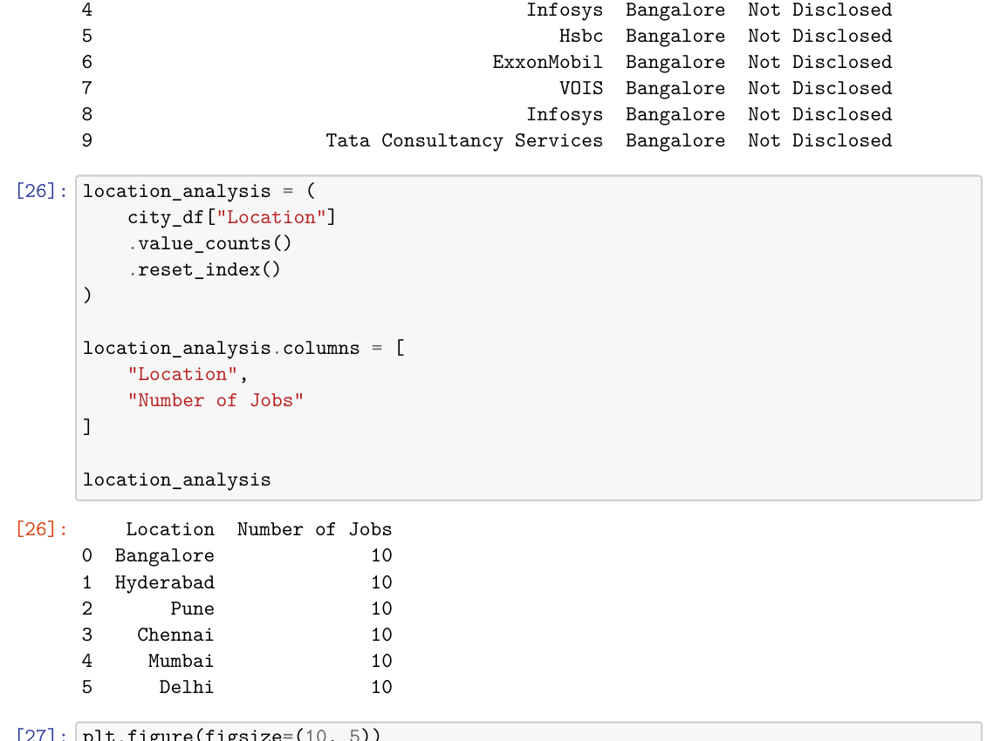 4 Infosys Bangalore Not Disclosed
5 Hsbc Bangalore Not Disclosed
6 ExxonMobil Bangalore Not Disclosed
7 VOIS Bangalore Not Disclosed
8 Infosys Bangalore Not Disclosed
9 Tata Consultancy Services Bangalore Not Disclosed
[26]: location_analysis = (
    city_df["Location"]
    .value_counts()
    .reset_index()
)
location_analysis.columns = [
    "Location",
    "Number of Jobs"
]
location_analysis
[26]: Location Number of Jobs
0 Bangalore 10
1 Hyderabad 10
2 Pune 10
3 Chennai 10
4 Mumbai 10
5 Delhi 10
[27]: plt.figure(figsize=(10, 5))